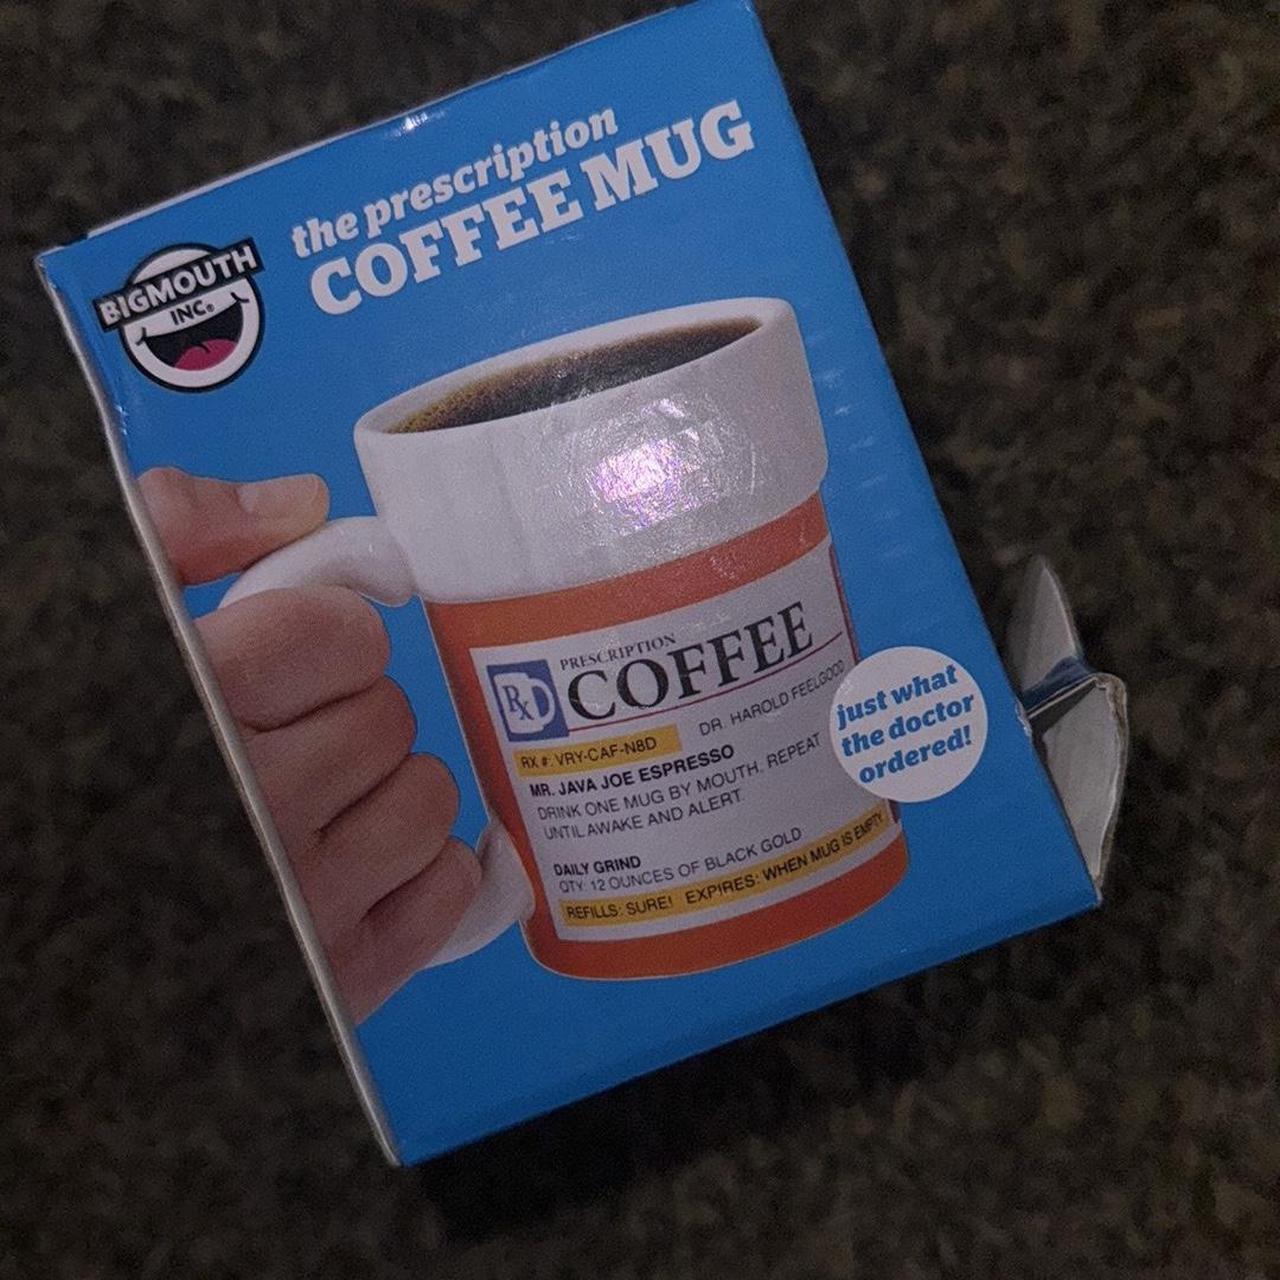 the prescription
COFFEE MUG
BIGMOUTH
INC.®
PRESCRIPTION
RX
COFFEE
DR. HAROLD FEELGOOD
RX #: VRY-CAF-N8D
MR. JAVA JOE ESPRESSO
DRINK ONE MUG BY MOUTH. REPEAT
UNTIL AWAKE AND ALERT.
DAILY GRIND
QTY: 12 OUNCES OF BLACK GOLD
REFILLS: SURE! EXPIRES: WHEN MUG IS EMPTY
just what
the doctor
ordered!